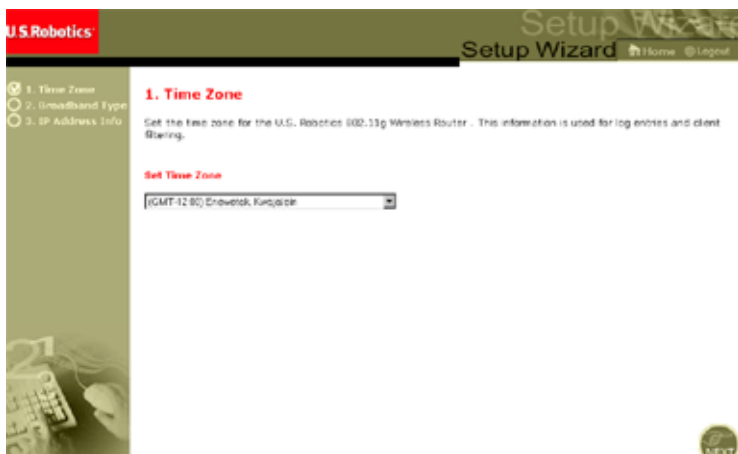 U.S.Robotics
Setup Wizard
Setup Wizard
Home
Logout
1. Time Zone
2. Broadband Type
3. IP Address Info
1. Time Zone
Set the time zone for the U.S. Robotics 802.11g Wireless Router . This information is used for log entries and client
filtering.
Set Time Zone
(GMT-12:00) Eniwetok, Kwajalein
NEXT